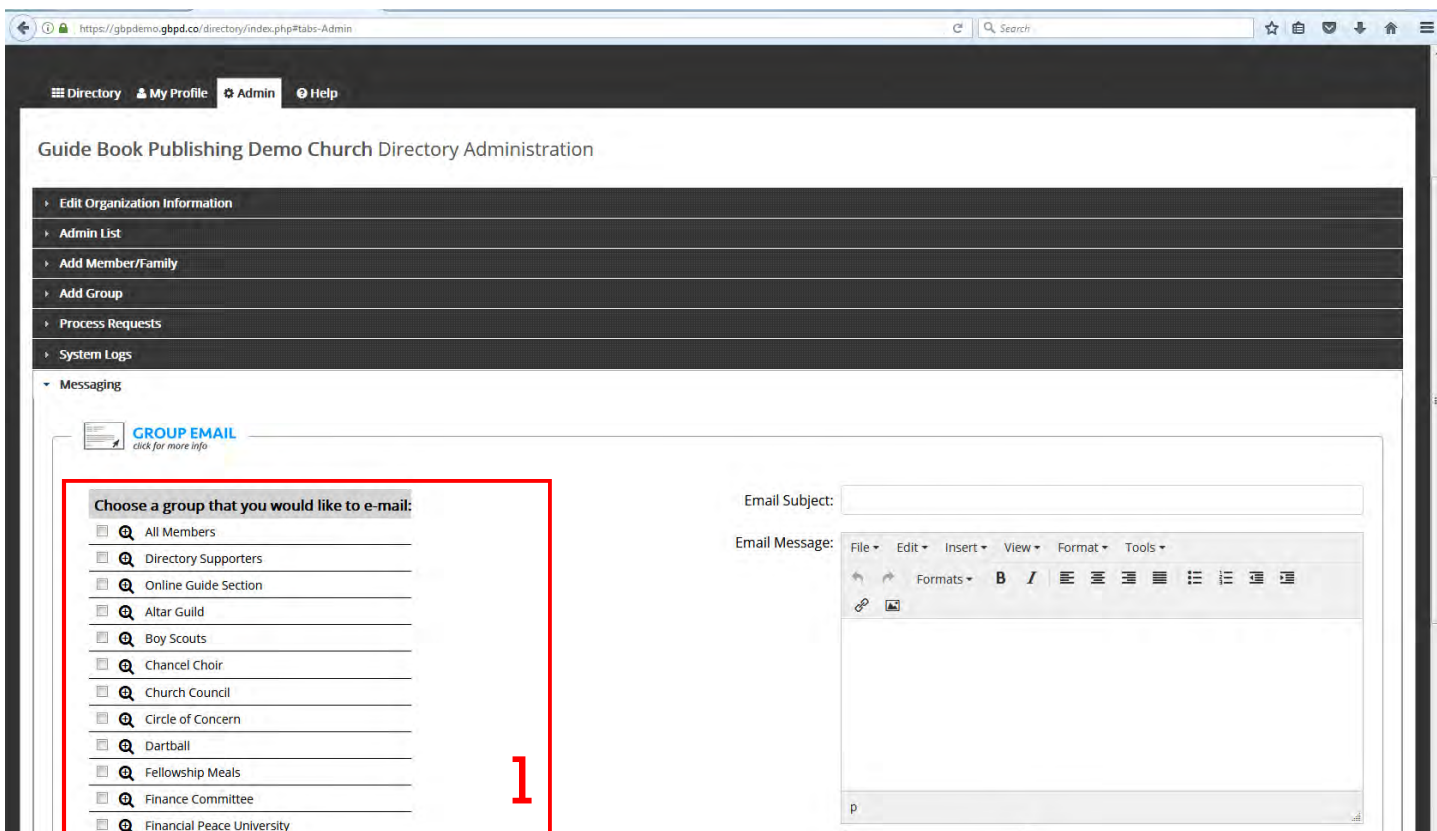 https://gbpdemo.gbpd.co/directory/index.php#tabs-Admin
Search
Directory My Profile Admin Help
Guide Book Publishing Demo Church Directory Administration
Edit Organization Information
Admin List
Add Member/Family
Add Group
Process Requests
System Logs
Messaging
GROUP EMAIL
click for more info
Choose a group that you would like to e-mail:
All Members
Directory Supporters
Online Guide Section
Altar Guild
Boy Scouts
Chancel Choir
Church Council
Circle of Concern
Dartball
Fellowship Meals
Finance Committee
Financial Peace University
1
Email Subject:
Email Message:
File Edit Insert View Format Tools
Formats B I
p